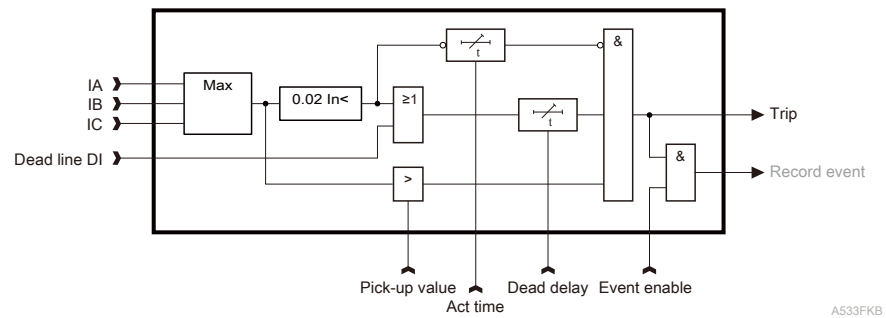 IA
IB
IC
Dead line DI
Max
0.02 In<
≥1
>
t
t
&
&
Trip
Record event
Pick-up value
Act time
Dead delay
Event enable
A533FKB